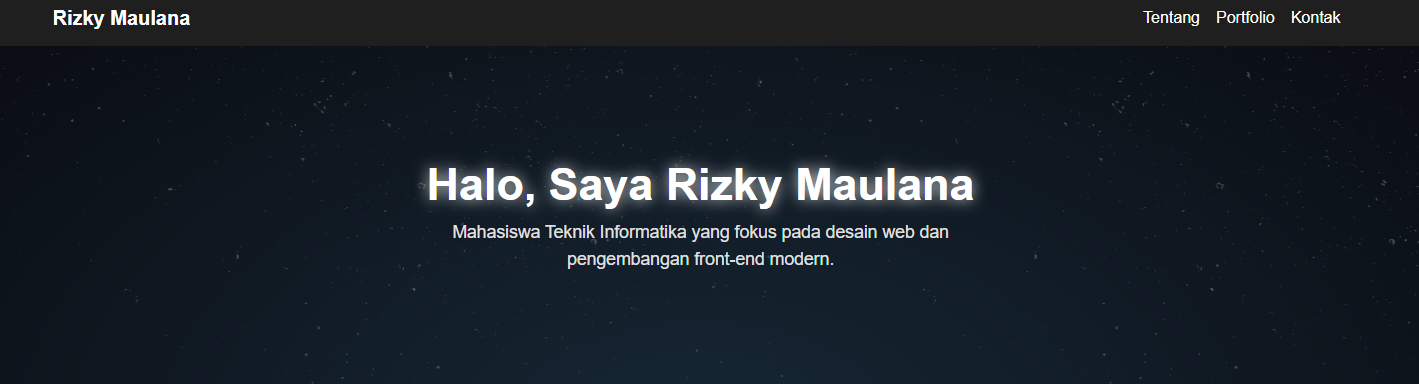 Rizky Maulana
Tentang Portfolio Kontak
Halo, Saya Rizky Maulana
Mahasiswa Teknik Informatika yang fokus pada desain web dan
pengembangan front-end modern.